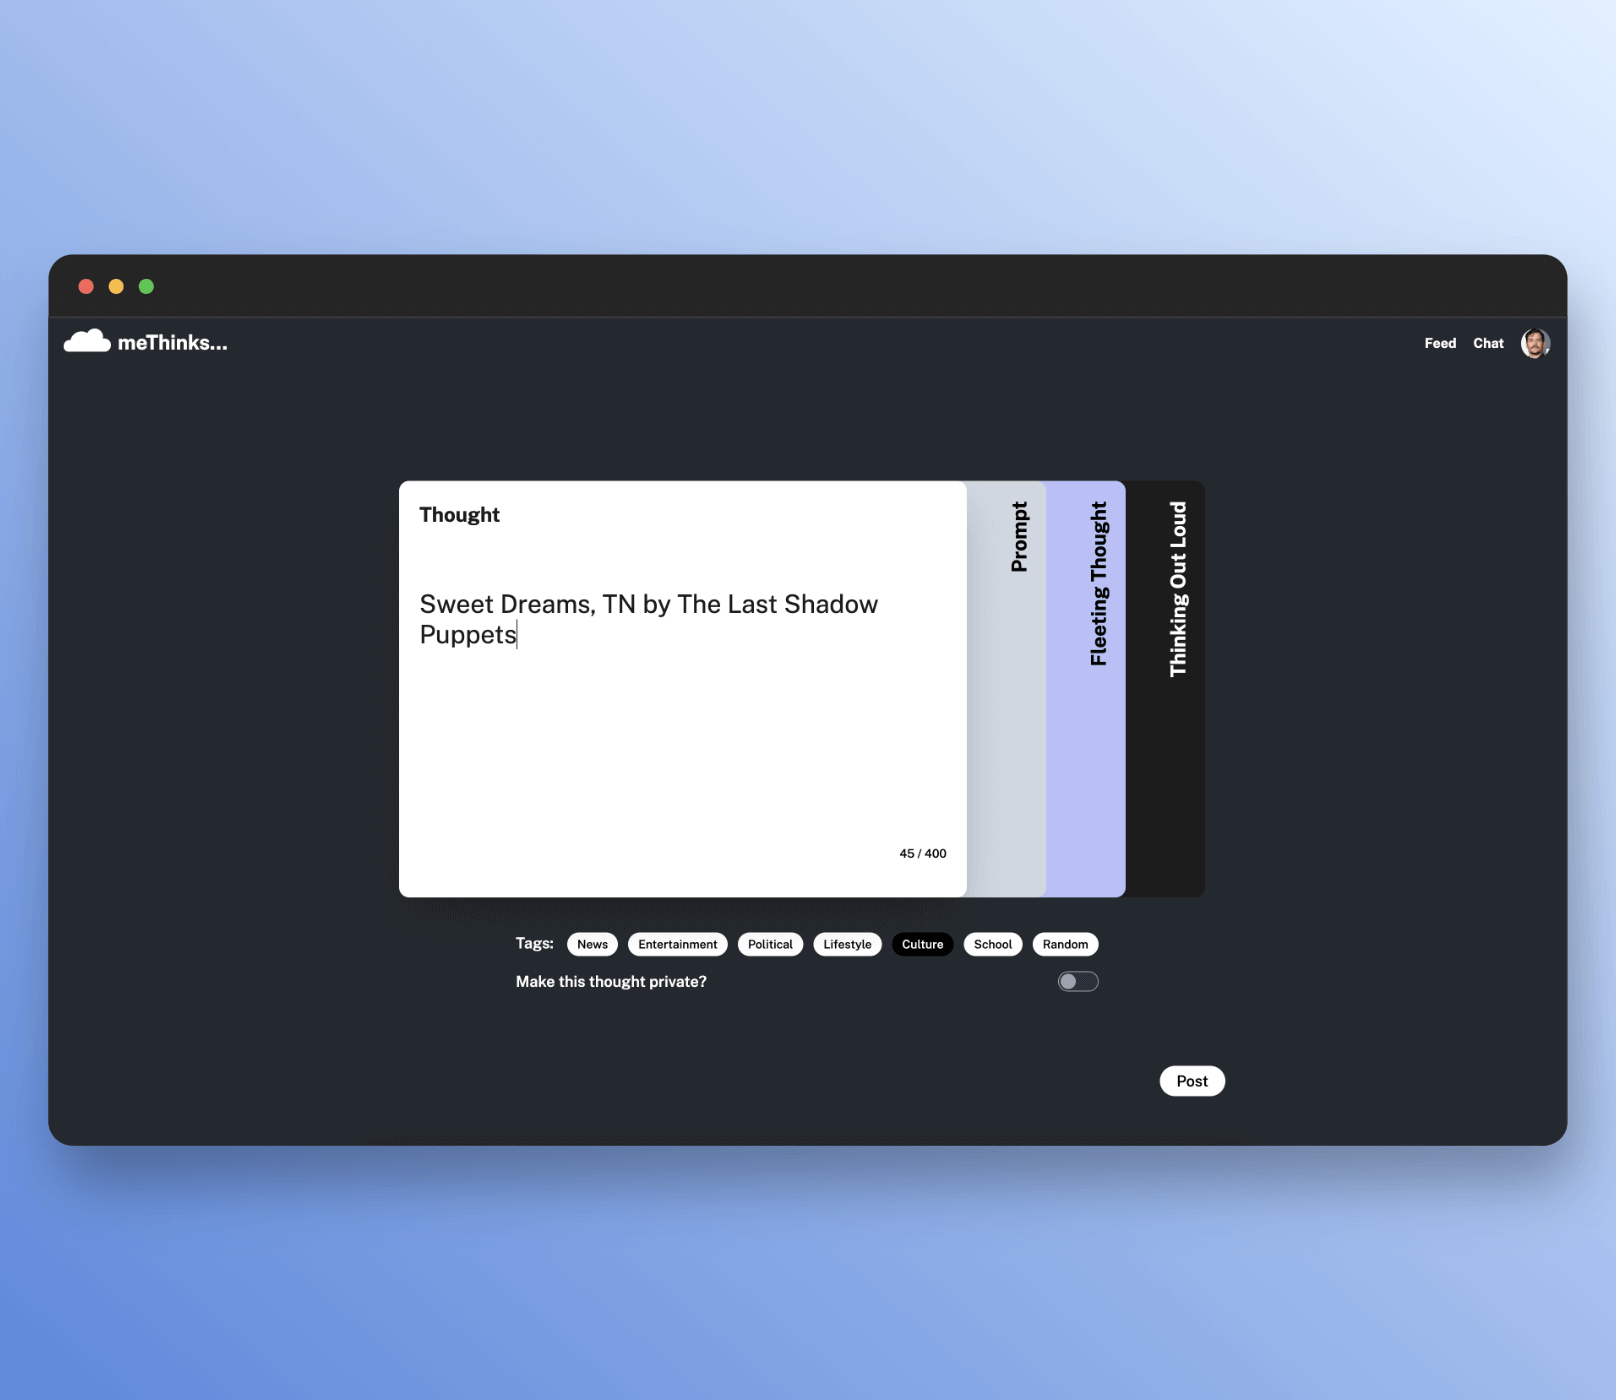 meThinks...
Feed Chat
Thought
Sweet Dreams, TN by The Last Shadow
Puppets
45 / 400
Prompt
Fleeting Thought
Thinking Out Loud
Tags: News Entertainment Political Lifestyle Culture School Random
Make this thought private?
Post